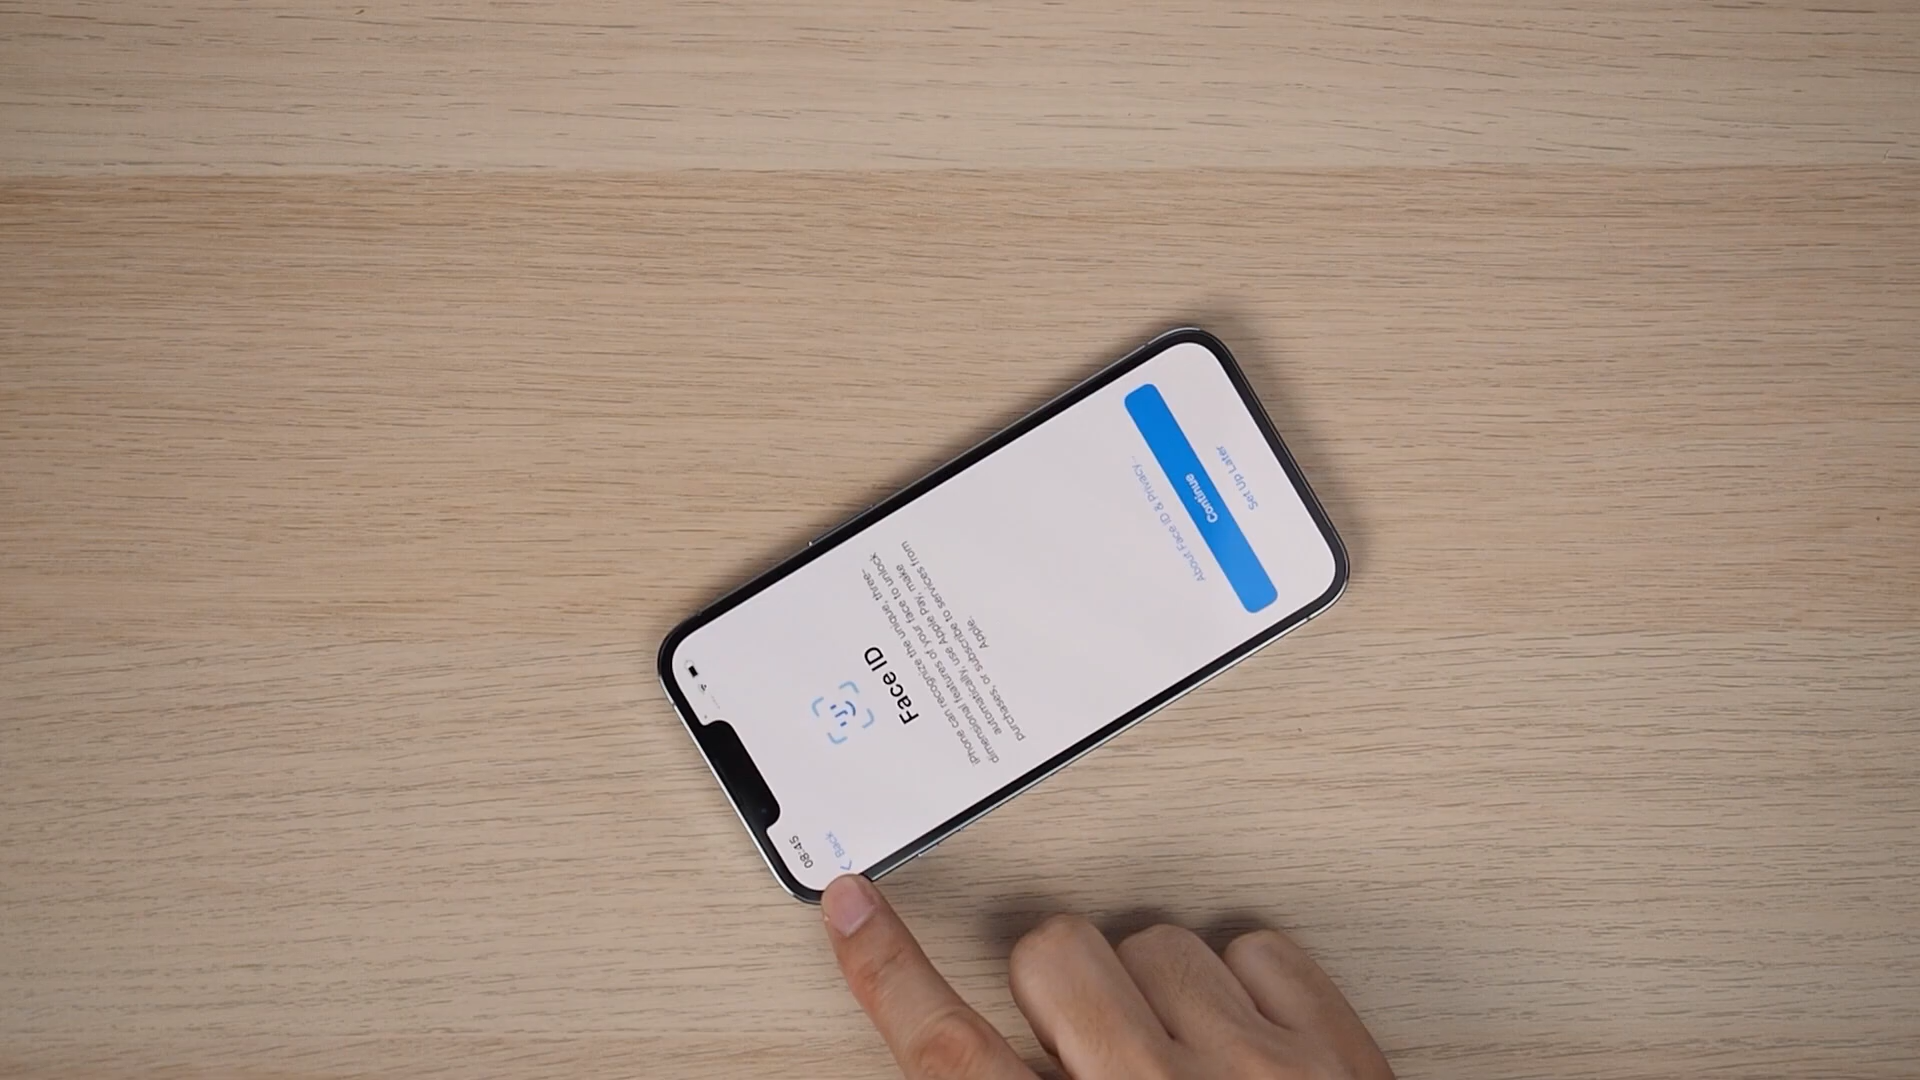 08:45
Back
Face ID
iPhone can recognize the unique, three-
dimensional features of your face to unlock
automatically, use Apple Pay, make
purchases, or subscribe to services from
Apple.
About Face ID & Privacy...
Continue
Set Up Later